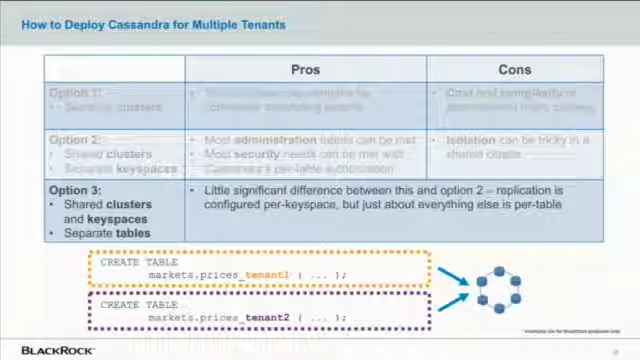 How to Deploy Cassandra for Multiple Tenants
Pros
Cons
Option 1:
• Separate clusters
• Cost and complexity of
Option 2:
• Shared clusters
• Separate keyspaces
• Most administration needs can be met
• Most security needs can be met with
Cassandra's per-table authorization
• Isolation can be tricky in a
shared cluster
Option 3:
• Shared clusters
and keyspaces
• Separate tables
• Little significant difference between this and option 2 – replication is
configured per-keyspace, but just about everything else is per-table
CREATE TABLE
markets.prices_tenant1 ( ... );
CREATE TABLE
markets.prices_tenant2 ( ... );
BLACKROCK